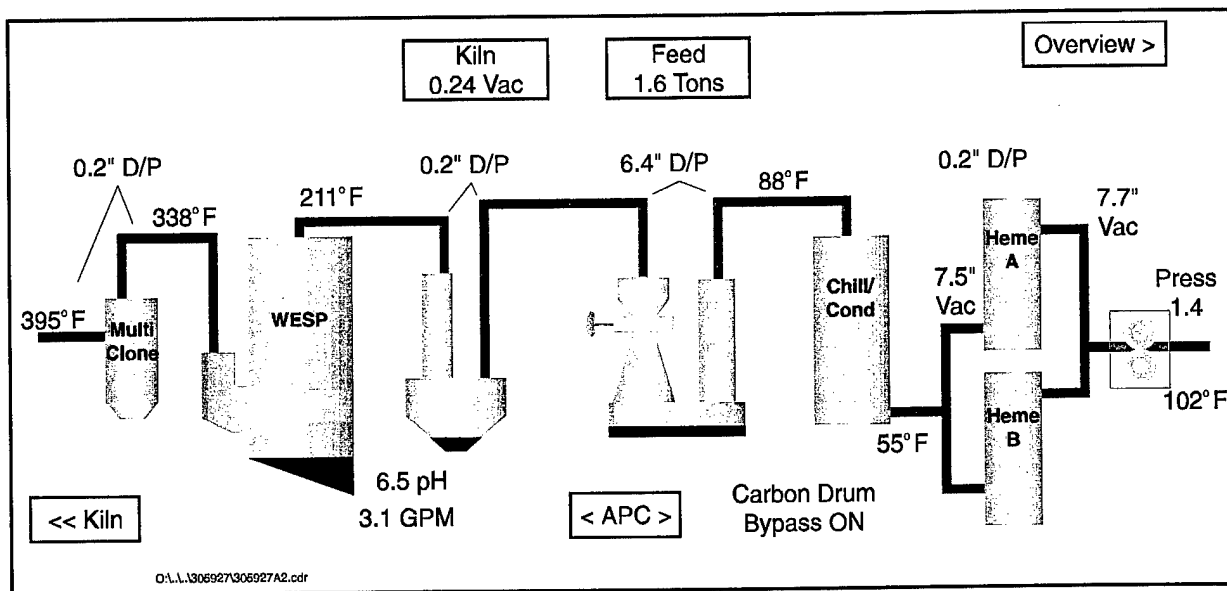 Kiln
0.24 Vac
Feed
1.6 Tons
Overview >
0.2" D/P
338°F
395°F
Multi
Clone
211°F
WESP
0.2" D/P
6.4" D/P
88°F
Chill/
Cond
0.2" D/P
7.7"
Vac
Heme
A
7.5"
Vac
Press
1.4
102°F
Heme
B
55°F
6.5 pH
3.1 GPM
<< Kiln
< APC >
Carbon Drum
Bypass ON
O:\..\..\306927\306927A2.cdr